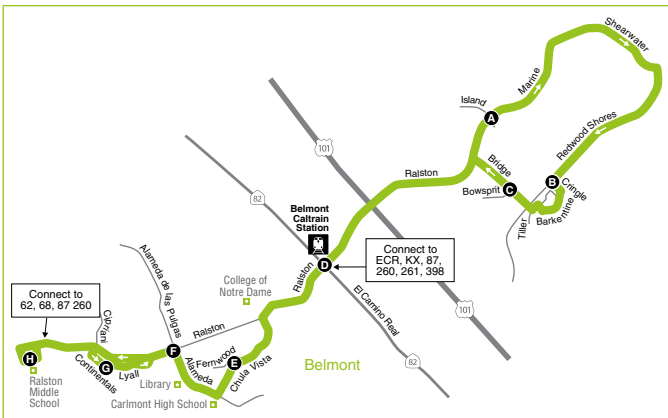 Shearwater
Marine
Island
A
101
Redwood Shores
Ralston
Bridge
B
Cringle
C
Bowsprit
82
Tiller
Barkentine
Belmont
Caltrain
Station
D
Connect to
ECR, KX, 87,
260, 261, 398
Ralston
Alameda de las Pulgas
College of
Notre Dame
El Camino Real
101
Connect to
62, 68, 87 260
Cipriani
Ralston
F
Fernwood
E
Belmont
82
H
G
Continentals
Lyall
Alameda
Chula Vista
Ralston
Middle
School
Library
Carlmont High School